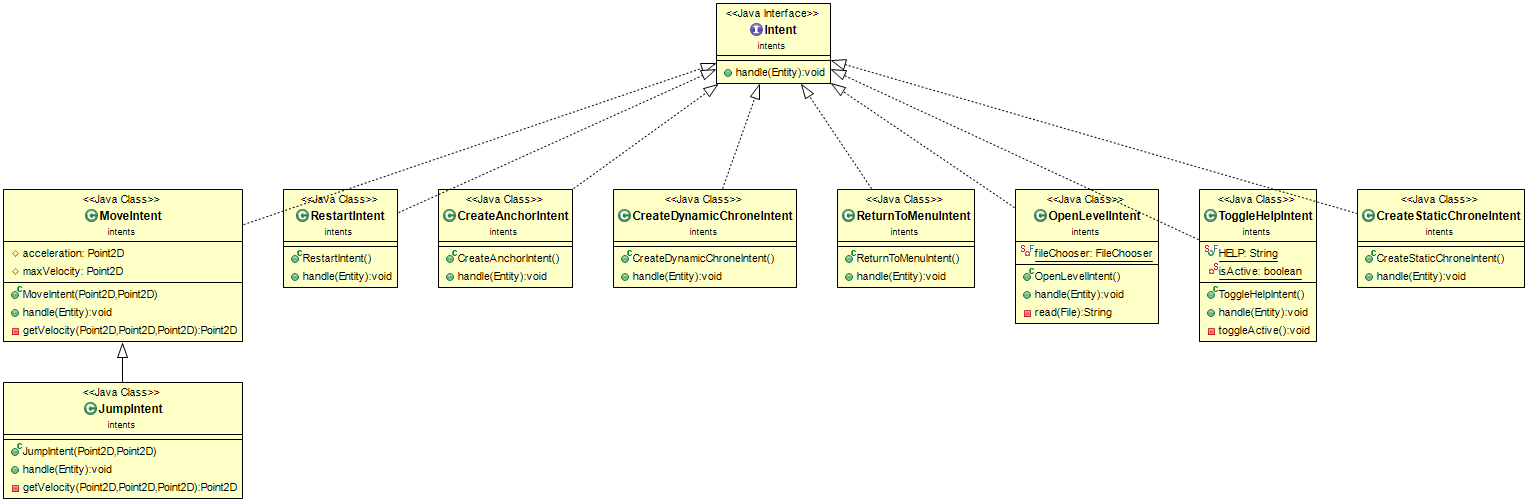 <<Java Interface>>
Intent
intents
handle(Entity):void
<<Java Class>>
MoveIntent
intents
acceleration: Point2D
maxVelocity: Point2D
MoveIntent(Point2D,Point2D)
handle(Entity):void
getVelocity(Point2D,Point2D,Point2D):Point2D
<<Java Class>>
RestartIntent
intents
RestartIntent()
handle(Entity):void
<<Java Class>>
CreateAnchorIntent
intents
CreateAnchorIntent()
handle(Entity):void
<<Java Class>>
CreateDynamicChroneIntent
intents
CreateDynamicChroneIntent()
handle(Entity):void
<<Java Class>>
ReturnToMenuIntent
intents
ReturnToMenuIntent()
handle(Entity):void
<<Java Class>>
OpenLevelIntent
intents
fileChooser: FileChooser
OpenLevelIntent()
handle(Entity):void
read(File):String
<<Java Class>>
ToggleHelpIntent
intents
HELP: String
isActive: boolean
ToggleHelpIntent()
handle(Entity):void
toggleActive():void
<<Java Class>>
CreateStaticChroneIntent
intents
CreateStaticChroneIntent()
handle(Entity):void
<<Java Class>>
JumpIntent
intents
JumpIntent(Point2D,Point2D)
handle(Entity):void
getVelocity(Point2D,Point2D,Point2D):Point2D